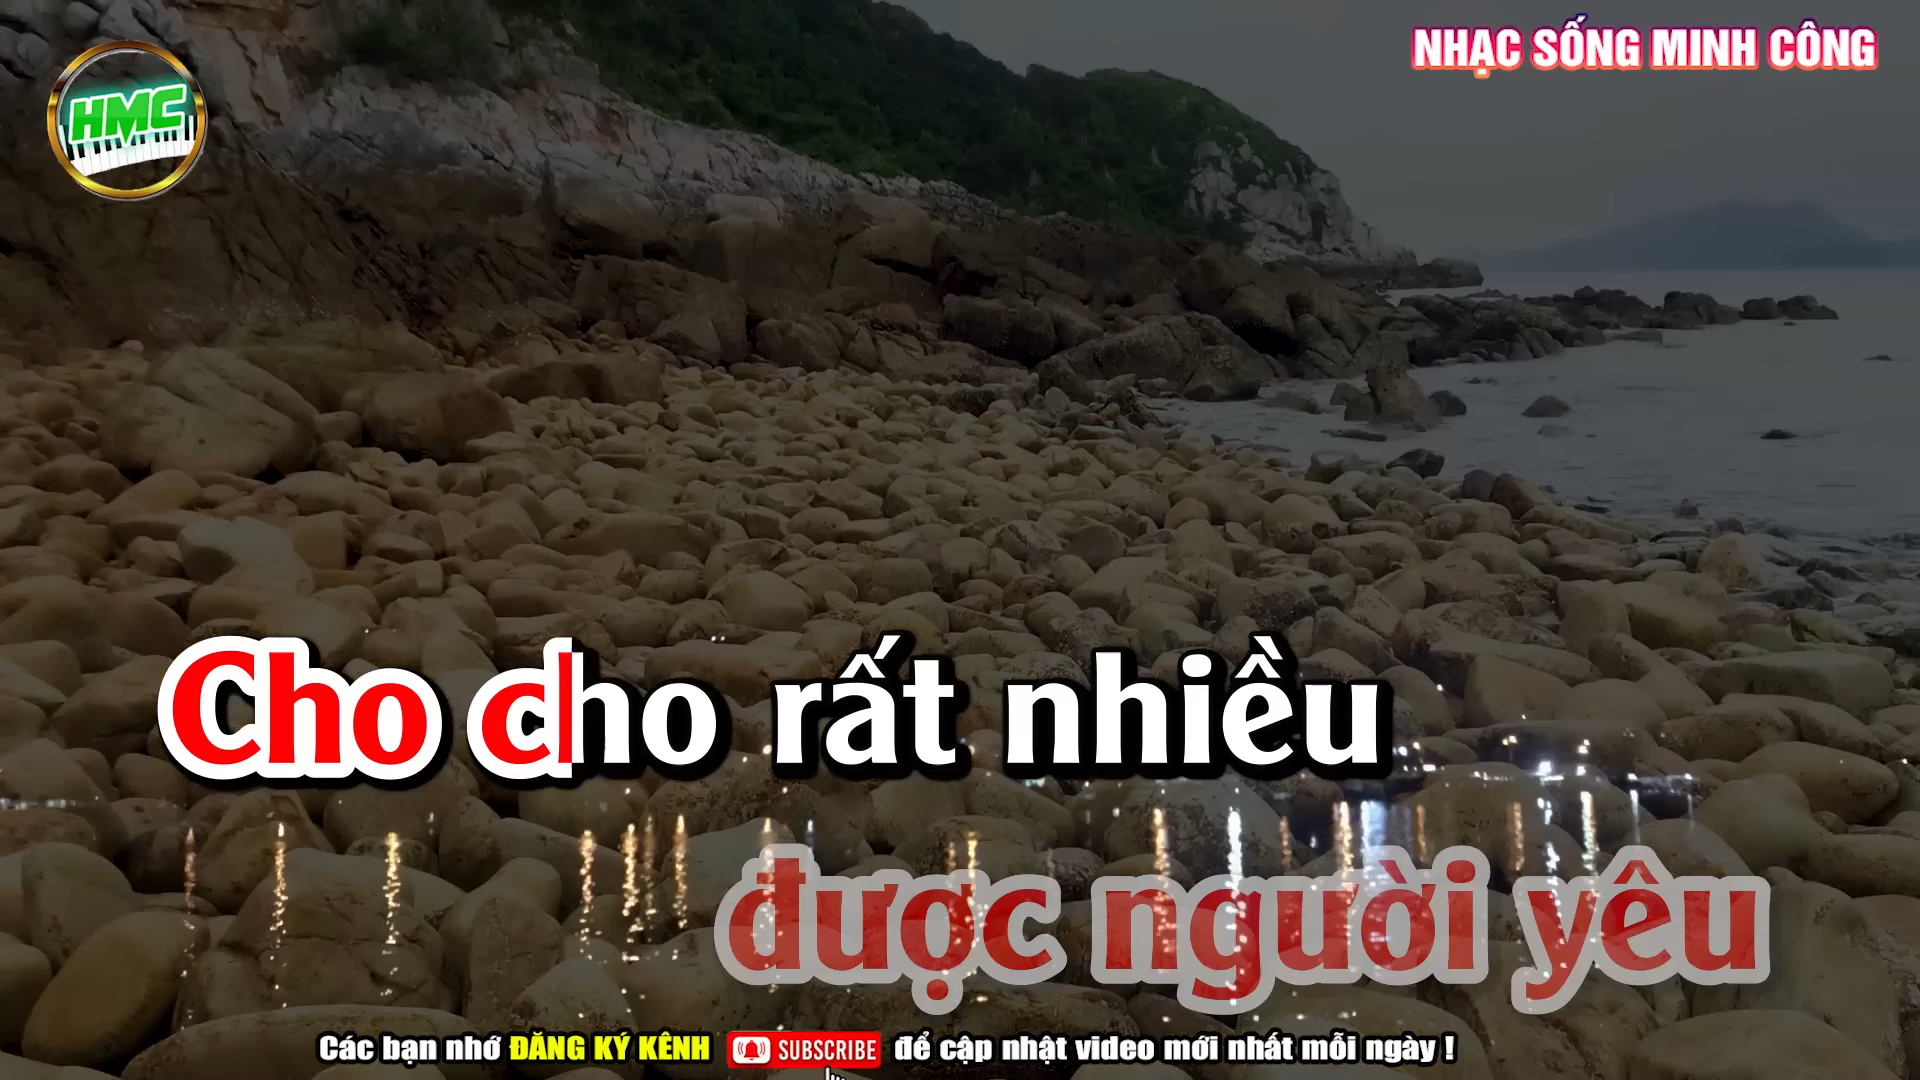 NHẠC SỐNG MINH CÔNG
HMC
Cho cho rất nhiều
được người yêu
Các bạn nhớ ĐĂNG KÝ KÊNH SUBSCRIBE để cập nhật video mới nhất mỗi ngày !